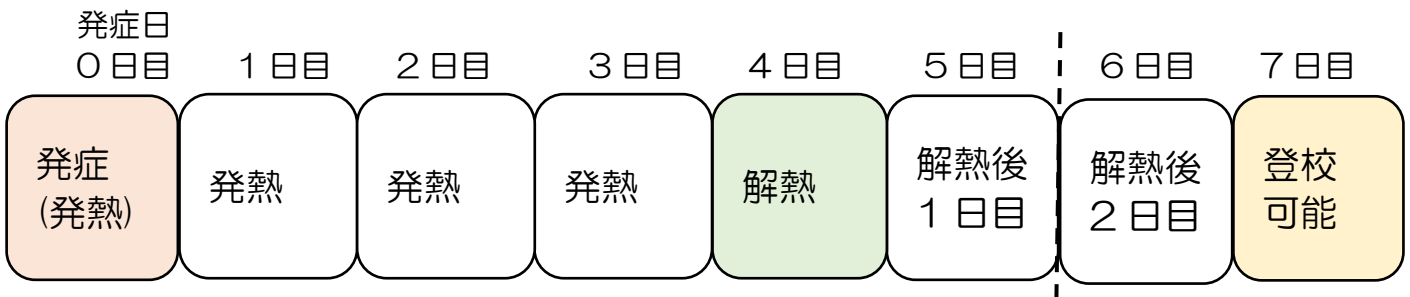 発症日
０日目 １日目 ２日目 ３日目 ４日目 ５日目 ６日目 ７日目
発症
(発熱)
発熱
発熱
発熱
解熱
解熱後
１日目
解熱後
２日目
登校
可能